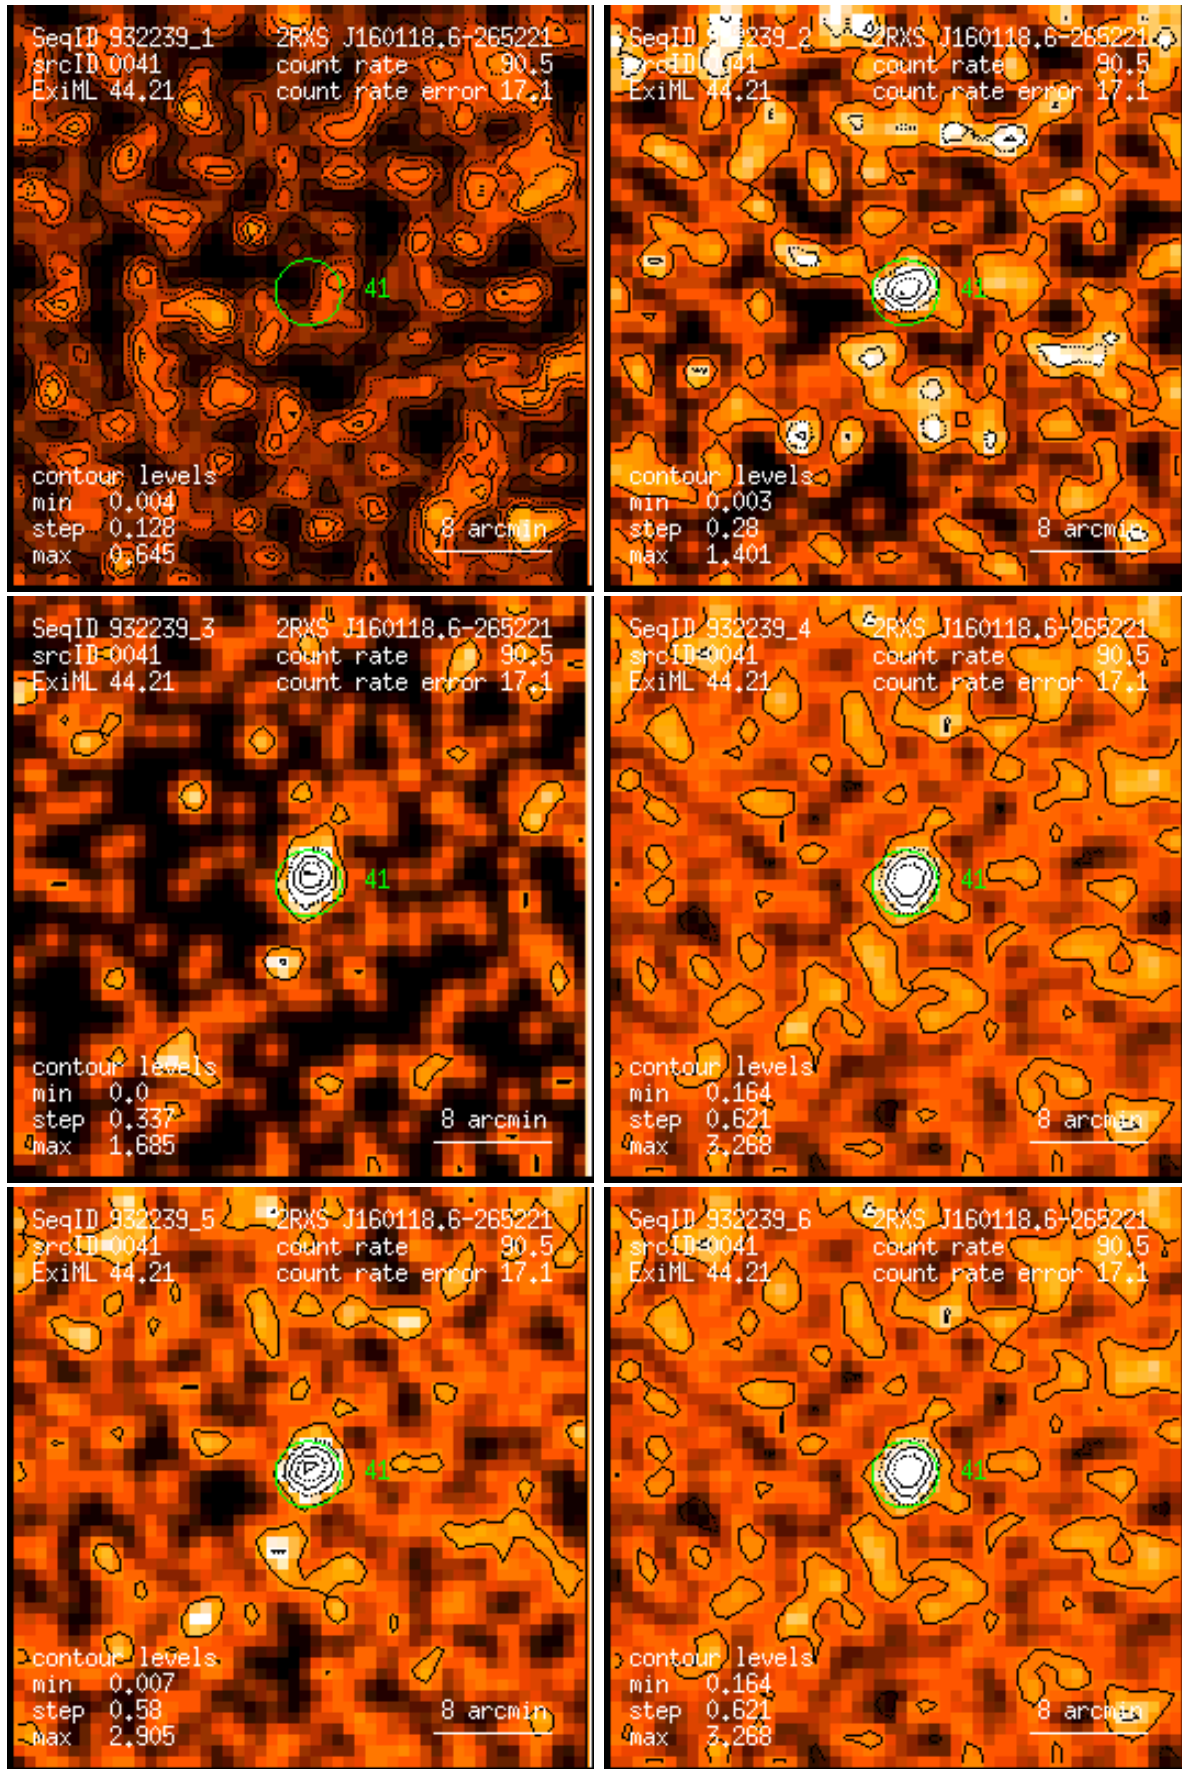 SeqID 932239_1 2RXS J160118.6-265221
srcID 0041 count rate 90.5
ExiML 44.21 count rate error 17.1
41
contour levels
min 0.004
step 0.128 8 arcmin
max 0.645
SeqID 932239_2 2RXS J160118.6-265221
srcID 0041 count rate 90.5
ExiML 44.21 count rate error 17.1
41
contour levels
min 0.003
step 0.28 8 arcmin
max 1.401
SeqID 932239_3 2RXS J160118.6-265221
srcID 0041 count rate 90.5
ExiML 44.21 count rate error 17.1
41
contour levels
min 0.0
step 0.337 8 arcmin
max 1.685
SeqID 932239_4 2RXS J160118.6-265221
srcID 0041 count rate 90.5
ExiML 44.21 count rate error 17.1
41
contour levels
min 0.164
step 0.621 8 arcmin
max 3.268
SeqID 932239_5 2RXS J160118.6-265221
srcID 0041 count rate 90.5
ExiML 44.21 count rate error 17.1
41
contour levels
min 0.007
step 0.58 8 arcmin
max 2.905
SeqID 932239_6 2RXS J160118.6-265221
srcID 0041 count rate 90.5
ExiML 44.21 count rate error 17.1
41
contour levels
min 0.164
step 0.621 8 arcmin
max 3.268